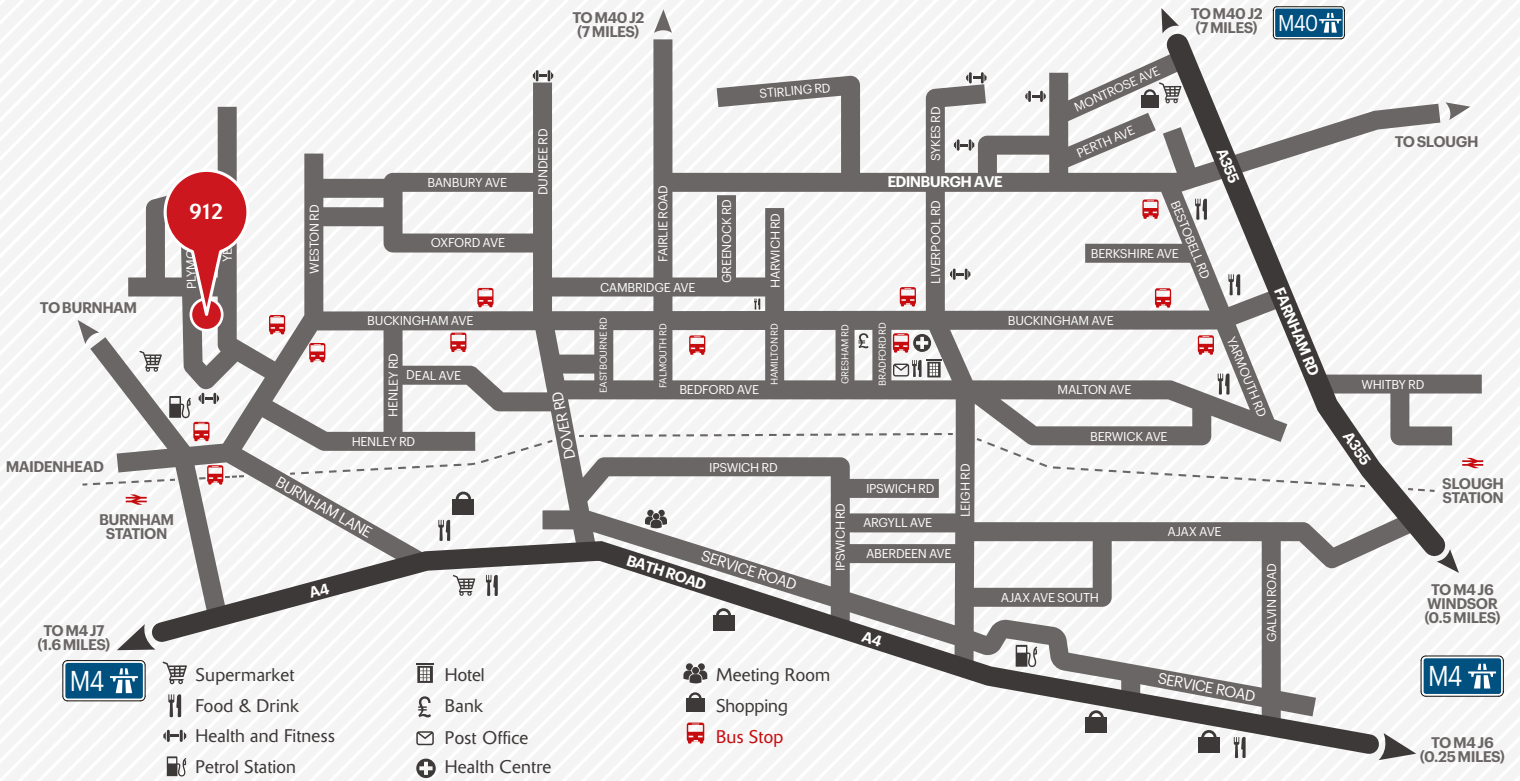 TO M40 J2
(7 MILES)
TO M40 J2
(7 MILES)
M40
STIRLING RD
SYKES RD
MONTROSE AVE
PERTH AVE
A355
TO SLOUGH
DUNDEE RD
BANBURY AVE
EDINBURGH AVE
912
WESTON RD
OXFORD AVE
FAIRLIE ROAD
GREENOCK RD
HARWICH RD
LIVERPOOL RD
BESTOBELL RD
BERKSHIRE AVE
CAMBRIDGE AVE
TO BURNHAM
BUCKINGHAM AVE
BUCKINGHAM AVE
FARNHAM RD
EASTBOURNE RD
FALMOUTH RD
HAMILTON RD
GRESHAM RD
BRADFORD RD
YARMOUTH RD
HENLEY RD
DEAL AVE
BEDFORD AVE
MALTON AVE
WHITBY RD
HENLEY RD
DOVER RD
BERWICK AVE
A355
MAIDENHEAD
IPSWICH RD
IPSWICH RD
LEIGH RD
SLOUGH
STATION
BURNHAM
STATION
BURNHAM LANE
IPSWICH RD
ARGYLL AVE
AJAX AVE
ABERDEEN AVE
BATH ROAD
SERVICE ROAD
A4
AJAX AVE SOUTH
GALVIN ROAD
TO M4 J6
WINDSOR
(0.5 MILES)
TO M4 J7
(1.6 MILES)
A4
M4
SERVICE ROAD
M4
TO M4 J6
(0.25 MILES)
Supermarket
Food & Drink
Health and Fitness
Petrol Station
Hotel
£ Bank
Post Office
Health Centre
Meeting Room
Shopping
Bus Stop